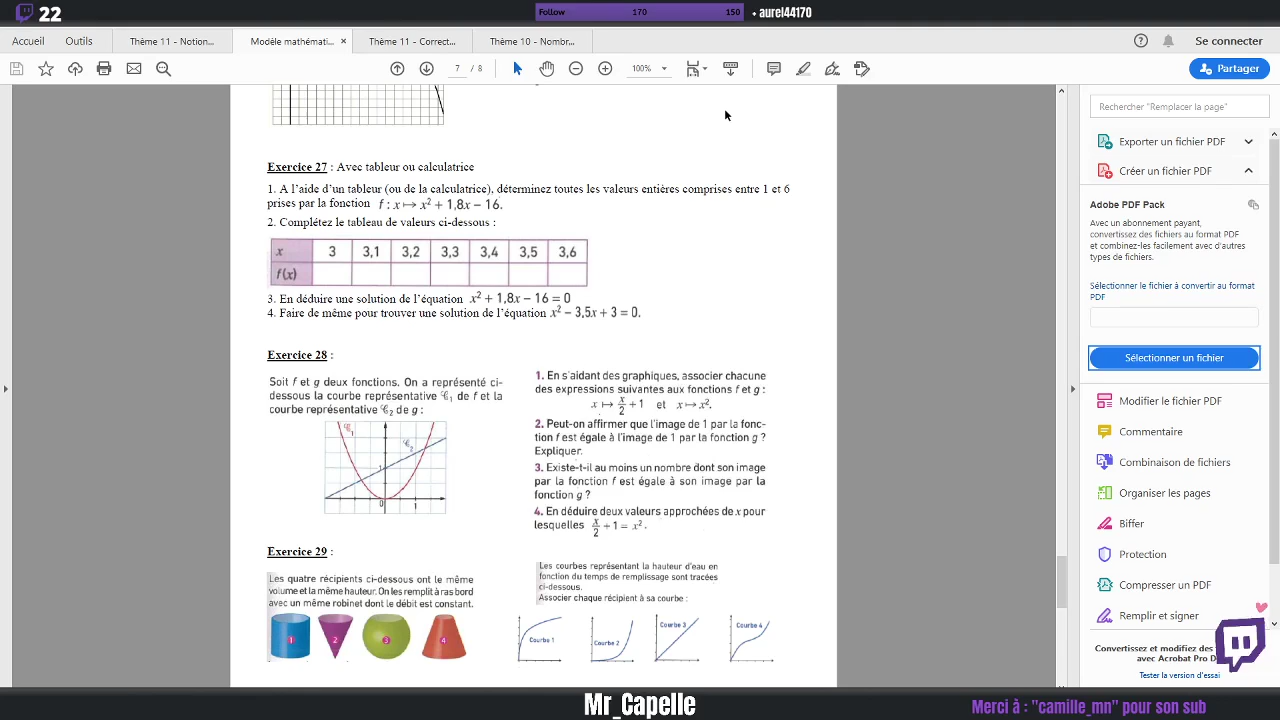 22
Follow 170 150
+ aurel44170
Accueil Outils Thème 11 - Notion... Modèle mathémati... × Thème 11 - Correct... Thème 10 - Nombr... Se connecter
7 / 8 100% Partager
Exercice 27 : Avec tableur ou calculatrice
1. A l'aide d'un tableur (ou de la calculatrice), déterminez toutes les valeurs entières comprises entre 1 et 6
prises par la fonction f : x ↦ x² + 1,8x − 16.
2. Complétez le tableau de valeurs ci-dessous :
x 3 3,1 3,2 3,3 3,4 3,5 3,6
f(x)
3. En déduire une solution de l'équation x² + 1,8x − 16 = 0
4. Faire de même pour trouver une solution de l'équation x² − 3,5x + 3 = 0.
Exercice 28 :
Soit f et g deux fonctions. On a représenté ci-
dessous la courbe représentative 𝒞1 de f et la
courbe représentative 𝒞2 de g :
𝒞1
𝒞2
1
0 1
1. En s'aidant des graphiques, associer chacune
des expressions suivantes aux fonctions f et g :
x ↦ x/2 + 1 et x ↦ x².
2. Peut-on affirmer que l'image de 1 par la fonc-
tion f est égale à l'image de 1 par la fonction g ?
Expliquer.
3. Existe-t-il au moins un nombre dont son image
par la fonction f est égale à son image par la
fonction g ?
4. En déduire deux valeurs approchées de x pour
lesquelles x/2 + 1 = x².
Exercice 29 :
Les quatre récipients ci-dessous ont le même
volume et la même hauteur. On les remplit à ras bord
avec un même robinet dont le débit est constant.
1 2 3 4
Les courbes représentant la hauteur d'eau en
fonction du temps de remplissage sont tracées
ci-dessous.
Associer chaque récipient à sa courbe :
Courbe 1 Courbe 2 Courbe 3 Courbe 4
Rechercher "Remplacer la page"
Exporter un fichier PDF
Créer un fichier PDF
Adobe PDF Pack
Avec un abonnement payant,
convertissez des fichiers au format PDF
et combinez-les facilement avec d'autres
types de fichiers.
Sélectionner le fichier à convertir au format
PDF
Sélectionner un fichier
Modifier le fichier PDF
Commentaire
Combinaison de fichiers
Organiser les pages
Biffer
Protection
Compresser un PDF
Remplir et signer
Convertissez et modifiez des f
avec Acrobat Pro D
Tester la version d'essai
Mr_Capelle
Merci à : "camille_mn" pour son sub